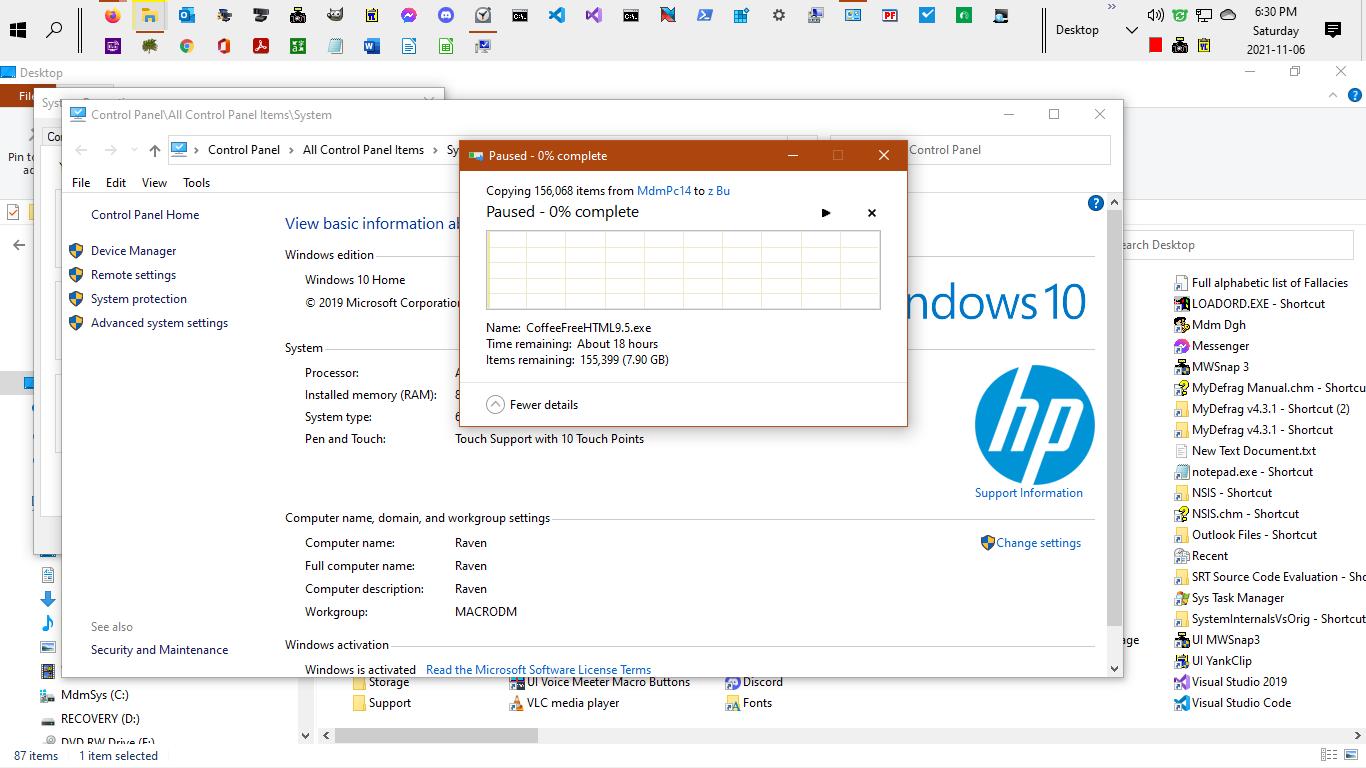 Desktop
6:30 PM
Saturday
2021-11-06
Desktop
Control Panel\All Control Panel Items\System
Control Panel
All Control Panel Items
Control Panel
File
Edit
View
Tools
Control Panel Home
Device Manager
Remote settings
System protection
Advanced system settings
See also
Security and Maintenance
View basic information
Windows edition
Windows 10 Home
© 2019 Microsoft
System
Processor:
Installed memory (RAM):
System type:
Pen and Touch: Touch Support with 10 Touch Points
10
hp
Support Information
Computer name, domain, and workgroup settings
Computer name: Raven
Change settings
Full computer name: Raven
Computer description: Raven
Workgroup: MACRODM
Windows activation
Windows is activated Read the Microsoft Software License Terms
Paused - 0% complete
Copying 156,068 items from MdmPc14 to z Bu
Paused - 0% complete
Name: CoffeeFreeHTML9.5.exe
Time remaining: About 18 hours
Items remaining: 155,399 (7.90 GB)
Fewer details
Desktop
Full alphabetic list of Fallacies
LOADORD.EXE - Shortcut
Mdm Dgh
Messenger
MWSnap 3
MyDefrag Manual.chm -
MyDefrag v4.3.1 - Shortcut (2)
MyDefrag v4.3.1 - Shortcut
New Text Document.txt
notepad.exe - Shortcut
NSIS - Shortcut
NSIS.chm - Shortcut
Outlook Files - Shortcut
Recent
SRT Source Code Evaluation -
Sys Task Manager
SystemInternalsVsOrig -
UI MWSnap3
UI YankClip
Visual Studio 2019
Visual Studio Code
Storage
UI Voice Meeter Macro Buttons
Discord
Support
VLC media player
Fonts
MdmSys (C:)
RECOVERY (D:)
DVD RW Drive (E:)
87 items
1 item selected